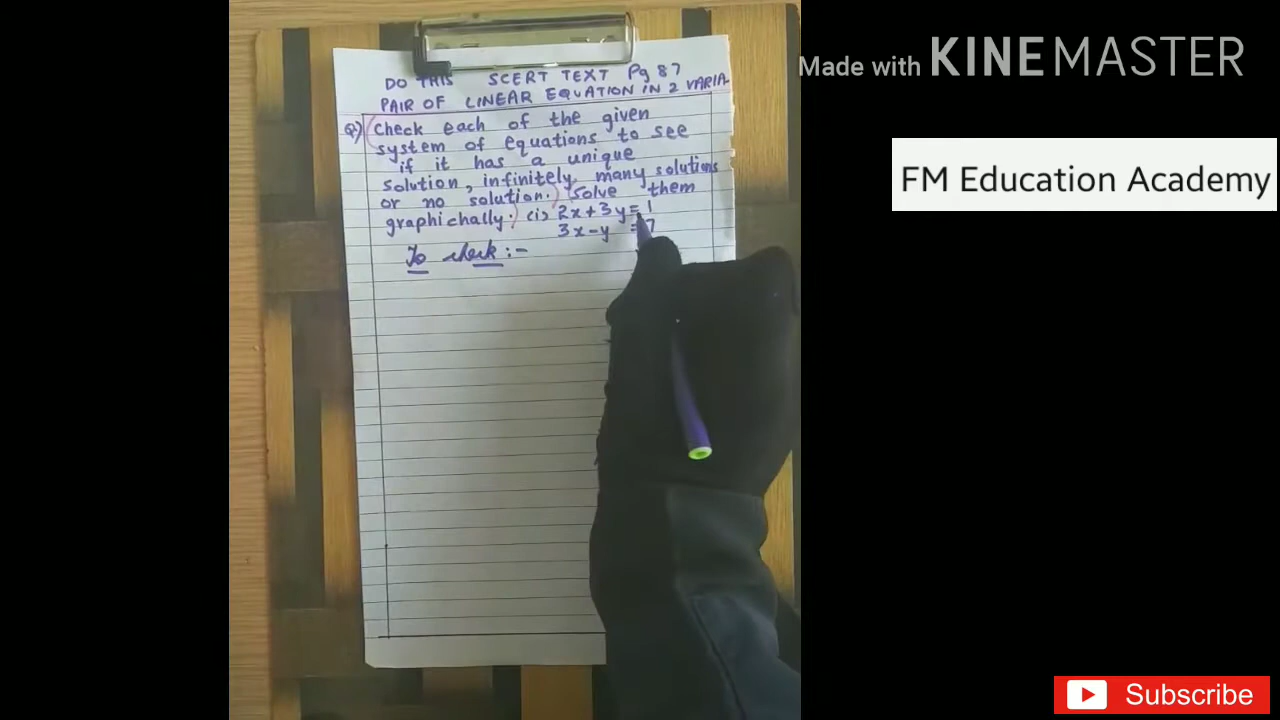 DO THIS SCERT TEXT Pg 87
PAIR OF LINEAR EQUATION IN 2 VARIA
Q) Check each of the given
system of equations to see
if it has a unique
solution, infinitely many solutions
or no solution. Solve them
graphichally. (i) 2x+3y=1
3x-y =7
To check :-
Made with KINEMASTER
FM Education Academy
Subscribe